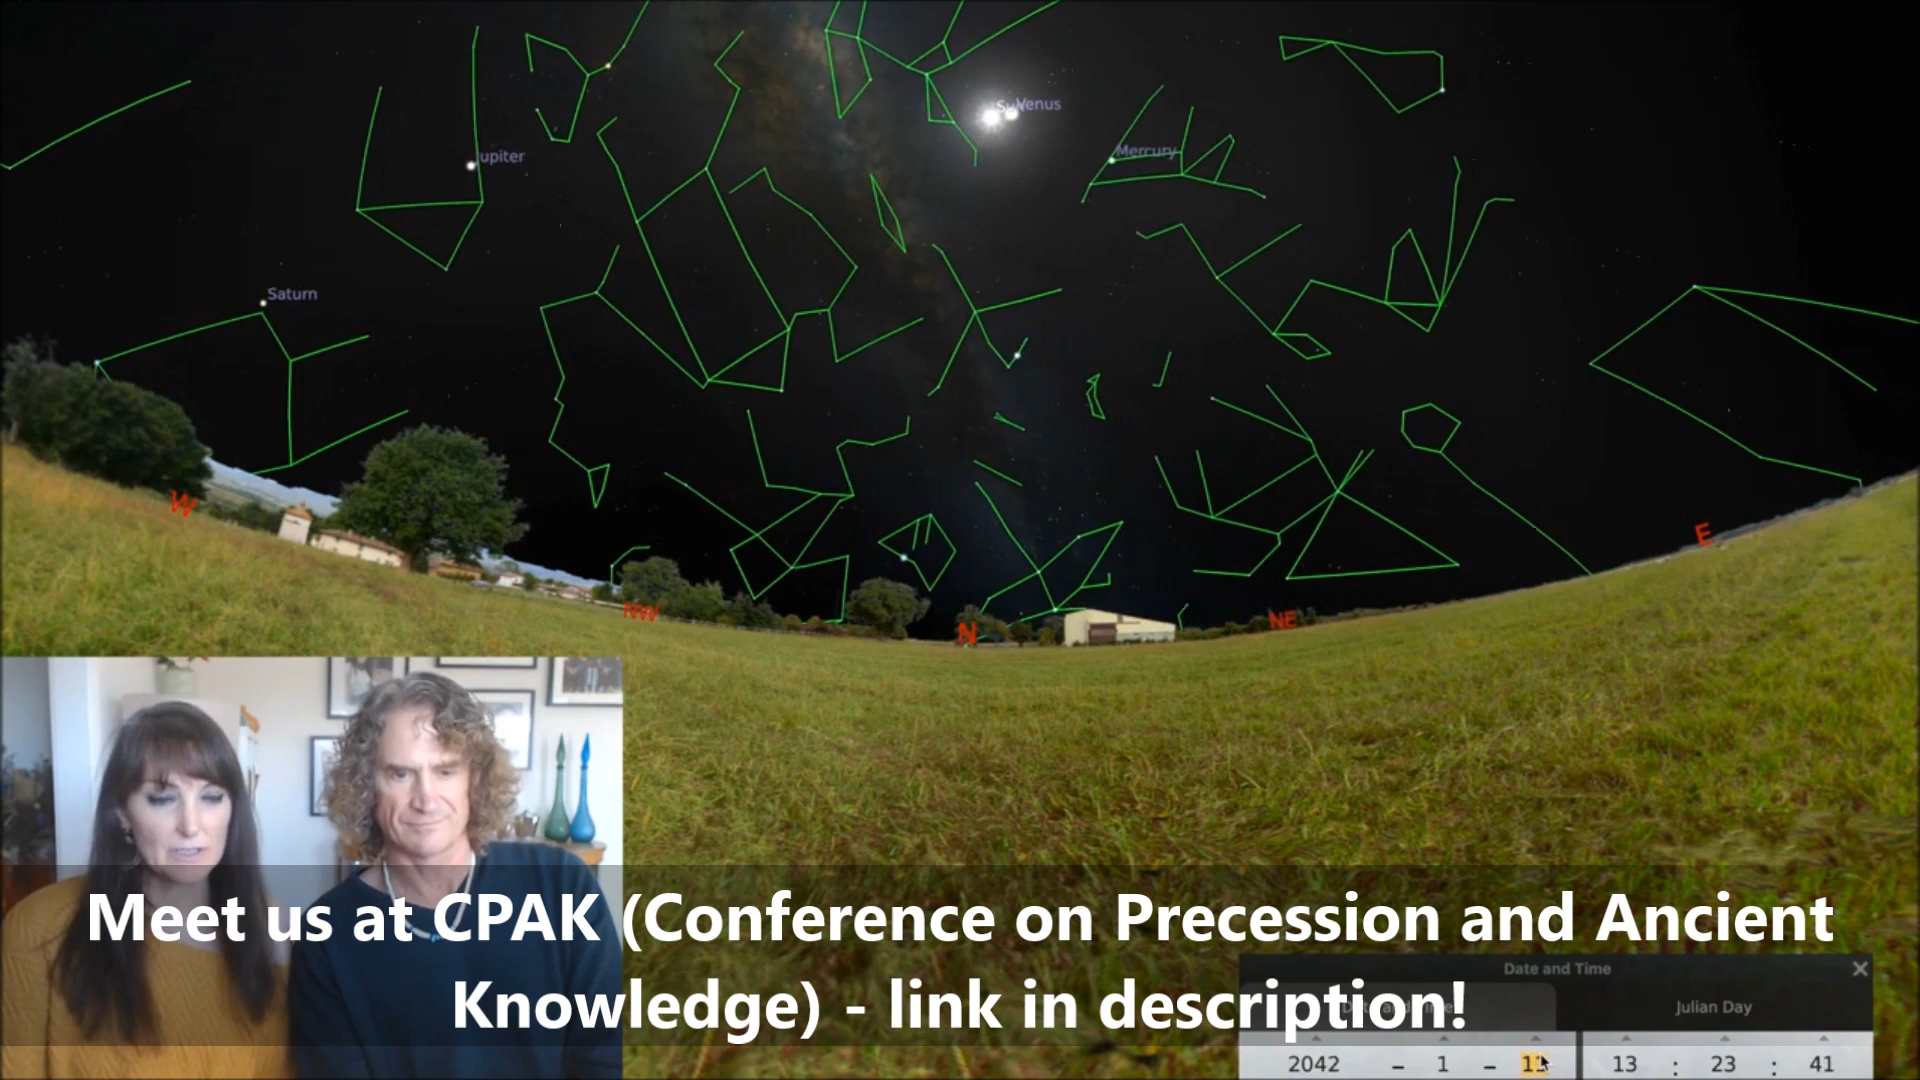 Venus
Mercury
Saturn
W
E
NW
N
NE
Meet us at CPAK (Conference on Precession and Ancient
Knowledge) - link in description!
Date and Time
Julian Day
2042 - 1 - 11 13 : 23 : 41